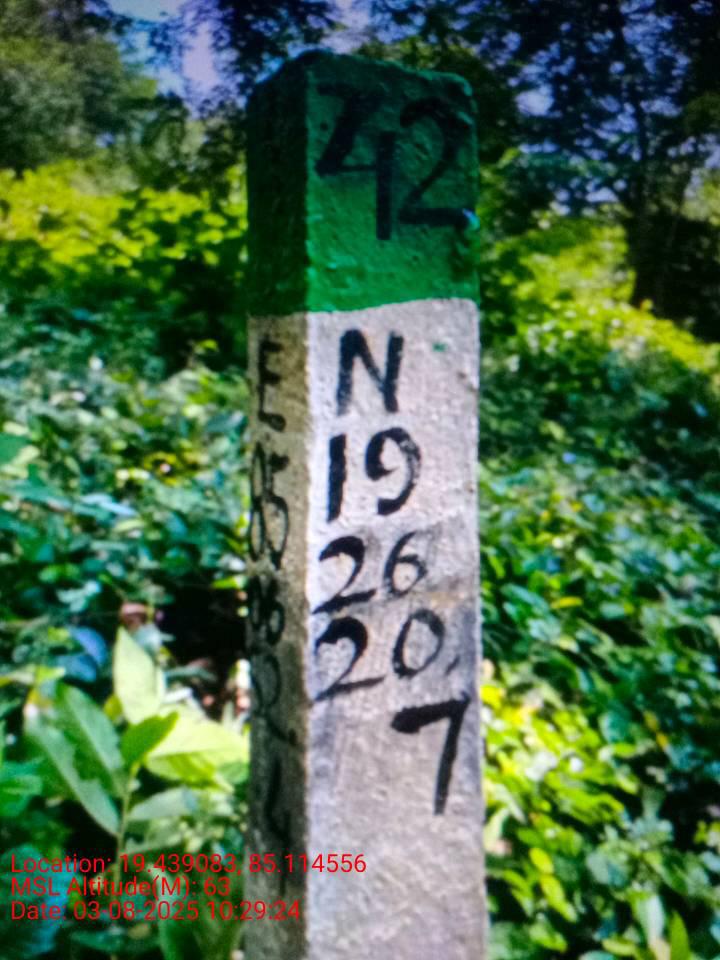 42
N
19
26
20.
7
E
85
Location: 19.439083, 85.114556
MSL Altitude(M): 63
Date: 03-08-2025 10:29:24